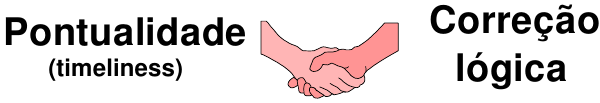 Pontualidade
(timeliness)
Correção
lógica